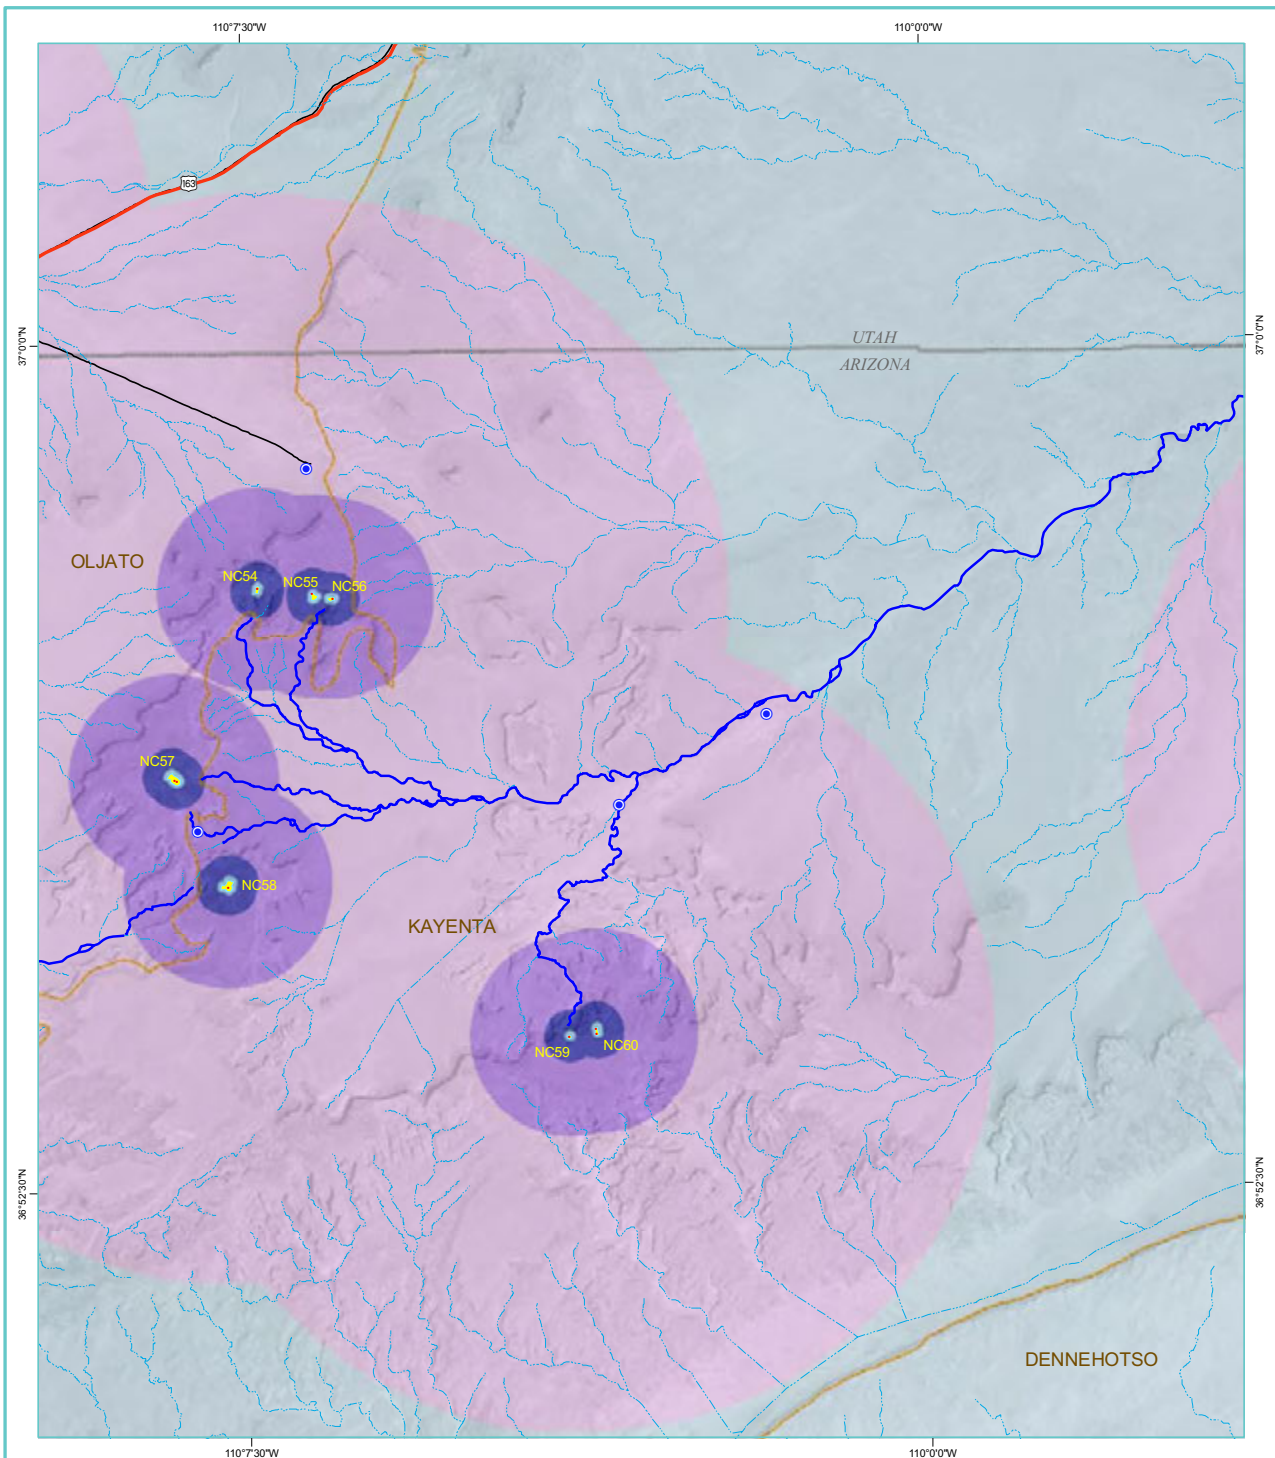 110°7'30"W
110°0'0"W
163
37°0'0"N
37°0'0"N
UTAH
ARIZONA
OLJATO
NC54
NC55
NC56
NC57
NC58
KAYENTA
NC59
NC60
36°52'30"N
36°52'30"N
DENNEHOTSO
110°7'30"W
110°0'0"W